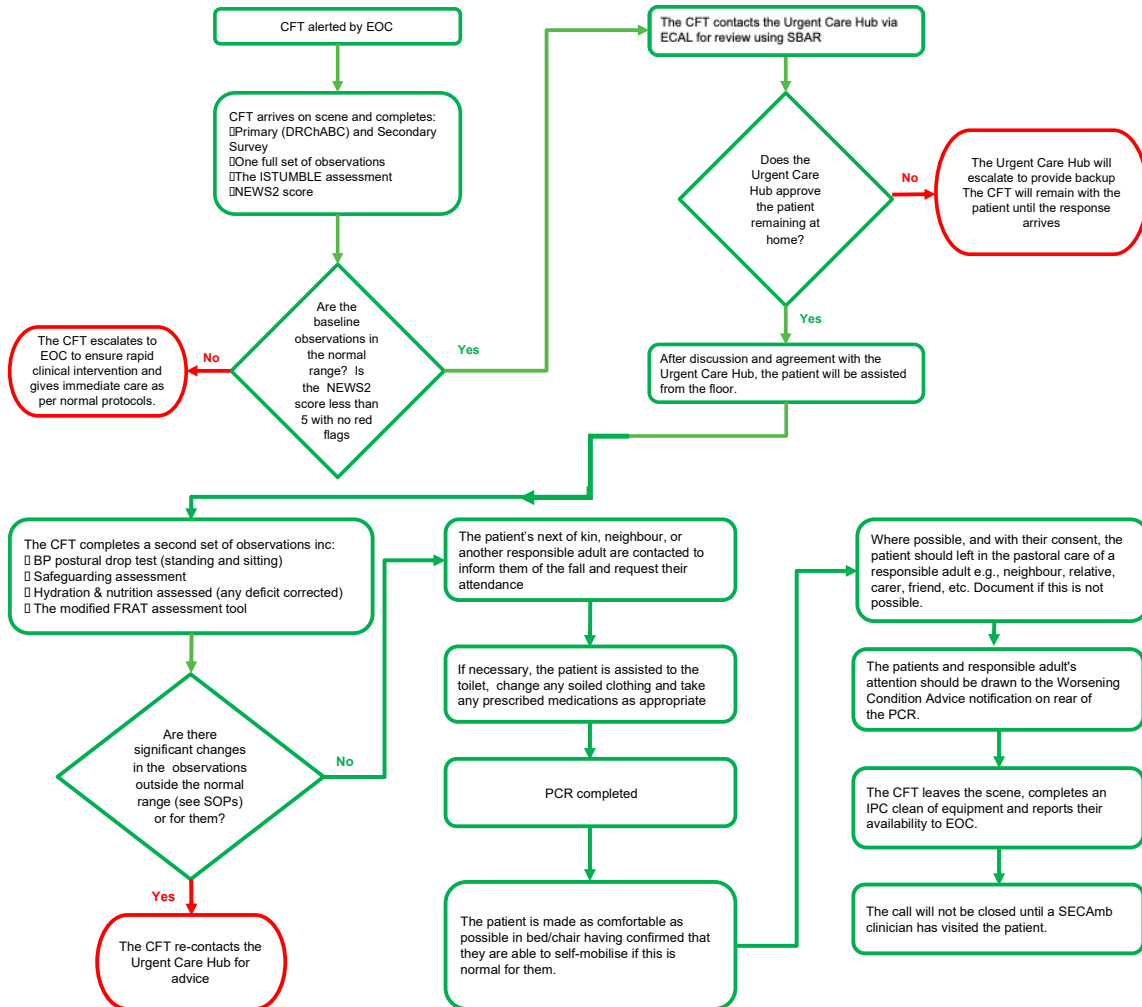 CFT alerted by EOC
CFT arrives on scene and completes:
▯Primary (DRChABC) and Secondary
Survey
▯One full set of observations
▯The ISTUMBLE assessment
▯NEWS2 score
Are the
baseline
observations in
the normal
range? Is
the NEWS2
score less than
5 with no red
flags
No
The CFT escalates to
EOC to ensure rapid
clinical intervention and
gives immediate care as
per normal protocols.
Yes
The CFT contacts the Urgent Care Hub via
ECAL for review using SBAR
Does the
Urgent Care
Hub approve
the patient
remaining at
home?
No
The Urgent Care Hub will
escalate to provide backup
The CFT will remain with the
patient until the response
arrives
Yes
After discussion and agreement with the
Urgent Care Hub, the patient will be assisted
from the floor.
The CFT completes a second set of observations inc:
▯ BP postural drop test (standing and sitting)
▯ Safeguarding assessment
▯ Hydration & nutrition assessed (any deficit corrected)
▯ The modified FRAT assessment tool
Are there
significant changes
in the observations
outside the normal
range (see SOPs)
or for them?
Yes
The CFT re-contacts the
Urgent Care Hub for
advice
No
The patient's next of kin, neighbour, or
another responsible adult are contacted to
inform them of the fall and request their
attendance
If necessary, the patient is assisted to the
toilet, change any soiled clothing and take
any prescribed medications as appropriate
PCR completed
The patient is made as comfortable as
possible in bed/chair having confirmed that
they are able to self-mobilise if this is
normal for them.
Where possible, and with their consent, the
patient should left in the pastoral care of a
responsible adult e.g., neighbour, relative,
carer, friend, etc. Document if this is not
possible.
The patients and responsible adult's
attention should be drawn to the Worsening
Condition Advice notification on rear of
the PCR.
The CFT leaves the scene, completes an
IPC clean of equipment and reports their
availability to EOC.
The call will not be closed until a SECAmb
clinician has visited the patient.